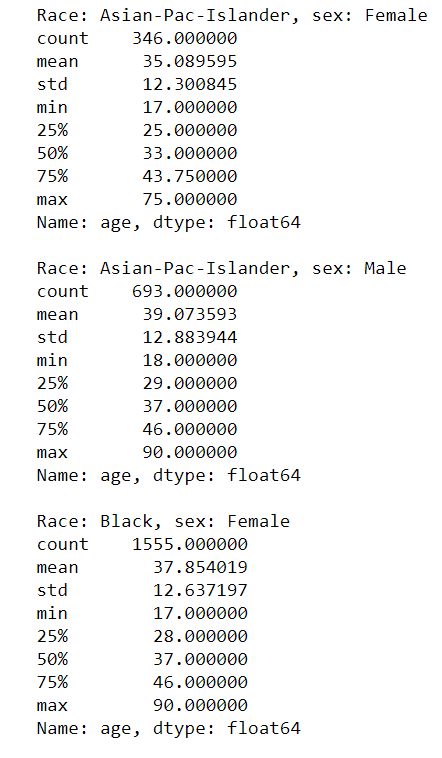 Race: Asian-Pac-Islander, sex: Female
count    346.000000
mean      35.089595
std       12.300845
min       17.000000
25%       25.000000
50%       33.000000
75%       43.750000
max       75.000000
Name: age, dtype: float64

Race: Asian-Pac-Islander, sex: Male
count    693.000000
mean      39.073593
std       12.883944
min       18.000000
25%       29.000000
50%       37.000000
75%       46.000000
max       90.000000
Name: age, dtype: float64

Race: Black, sex: Female
count    1555.000000
mean       37.854019
std        12.637197
min        17.000000
25%        28.000000
50%        37.000000
75%        46.000000
max        90.000000
Name: age, dtype: float64